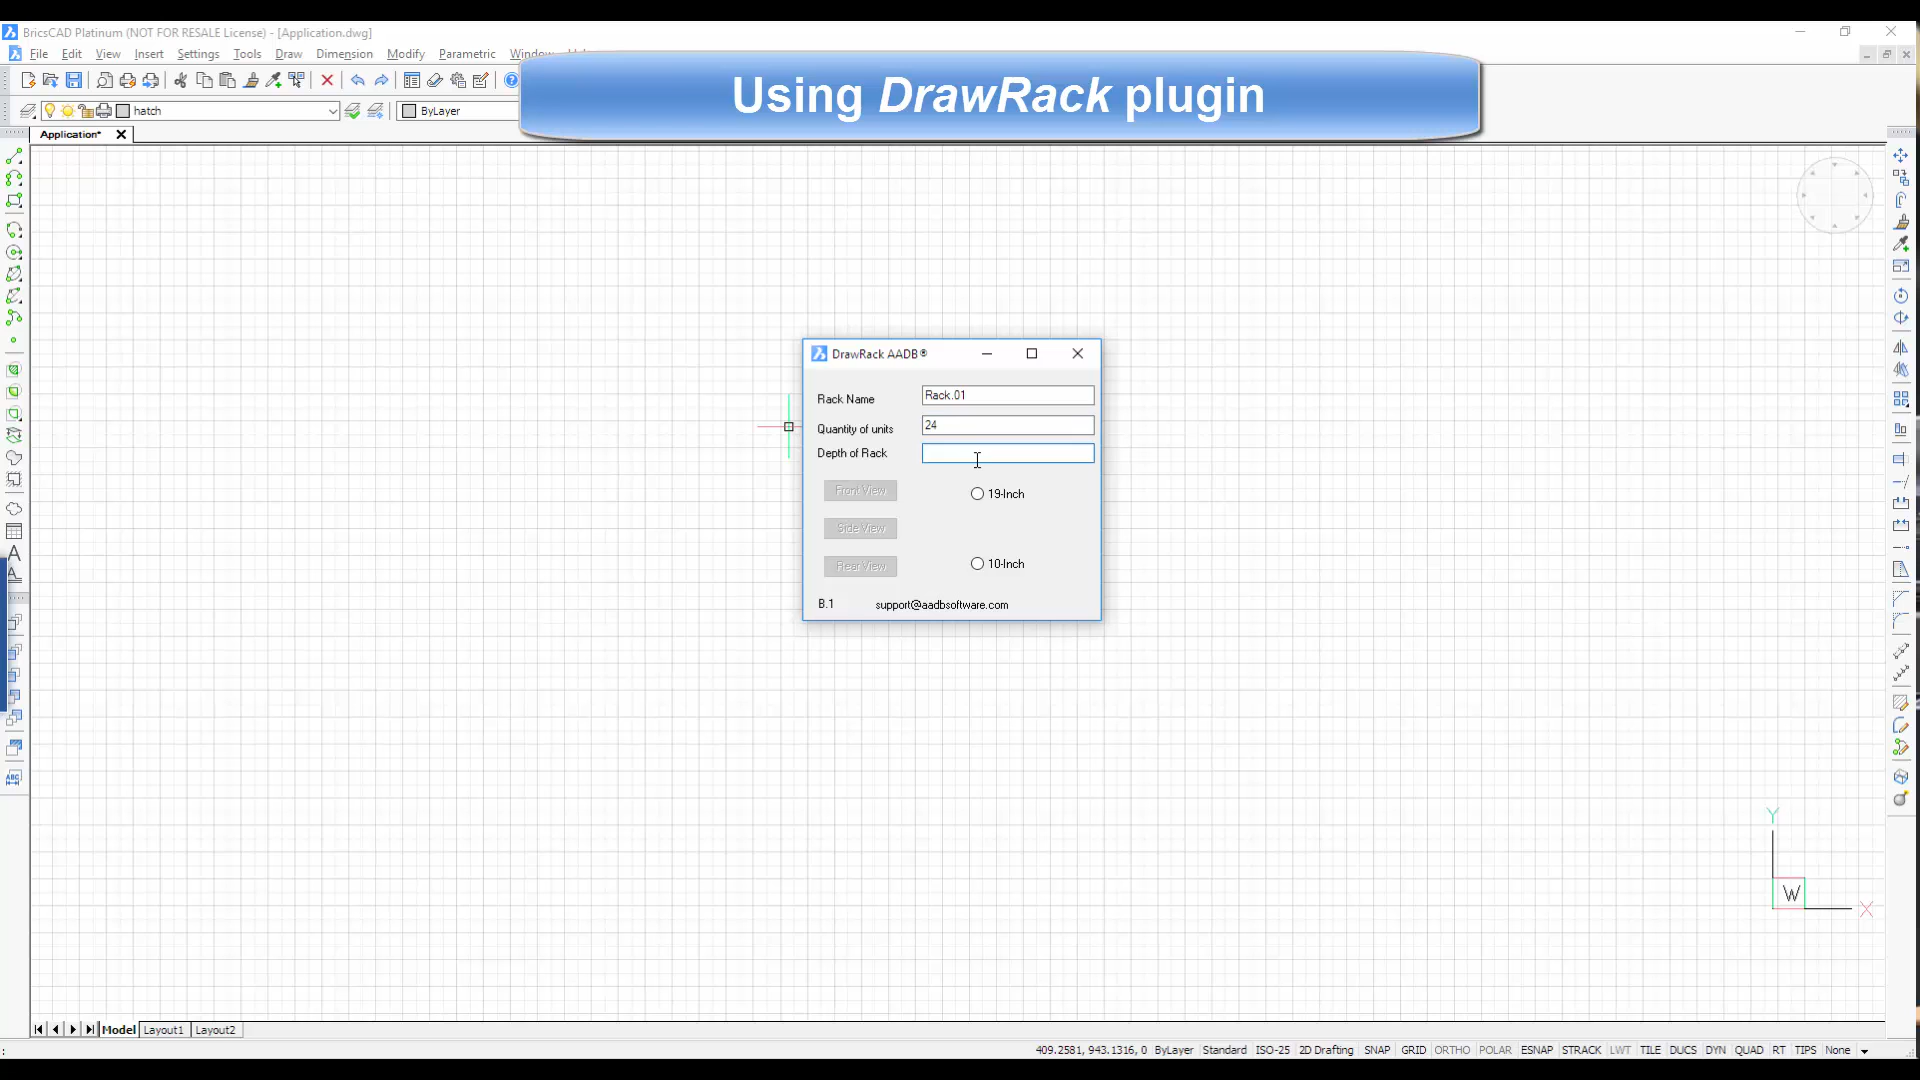 BricsCAD Platinum (NOT FOR RESALE License) - [Application.dwg]
File Edit View Insert Settings Tools Draw Dimension Modify Parametric
Using DrawRack plugin
hatch
ByLayer
Application*
DrawRack AADB®
Rack Name Rack.01
Quantity of units 24
Depth of Rack
Front View 19-Inch
Side View
Rear View 10-Inch
B.1 support@aadbsoftware.com
A
A
ABC
Y
W
X
Model Layout1 Layout2
: 409.2581, 943.1316, 0 ByLayer Standard ISO-25 2D Drafting SNAP GRID ORTHO POLAR ESNAP STRACK LWT TILE DUCS DYN QUAD RT TIPS None